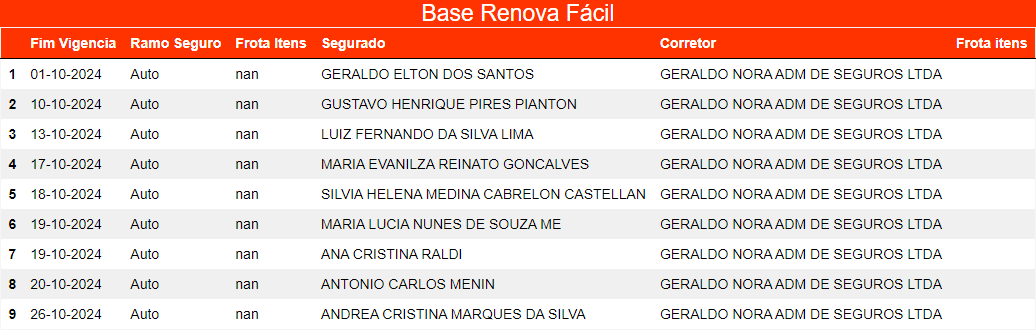 Base Renova Fácil
Fim Vigencia Ramo Seguro Frota Itens Segurado Corretor Frota itens
1 01-10-2024 Auto nan GERALDO ELTON DOS SANTOS GERALDO NORA ADM DE SEGUROS LTDA
2 10-10-2024 Auto nan GUSTAVO HENRIQUE PIRES PIANTON GERALDO NORA ADM DE SEGUROS LTDA
3 13-10-2024 Auto nan LUIZ FERNANDO DA SILVA LIMA GERALDO NORA ADM DE SEGUROS LTDA
4 17-10-2024 Auto nan MARIA EVANILZA REINATO GONCALVES GERALDO NORA ADM DE SEGUROS LTDA
5 18-10-2024 Auto nan SILVIA HELENA MEDINA CABRELON CASTELLAN GERALDO NORA ADM DE SEGUROS LTDA
6 19-10-2024 Auto nan MARIA LUCIA NUNES DE SOUZA ME GERALDO NORA ADM DE SEGUROS LTDA
7 19-10-2024 Auto nan ANA CRISTINA RALDI GERALDO NORA ADM DE SEGUROS LTDA
8 20-10-2024 Auto nan ANTONIO CARLOS MENIN GERALDO NORA ADM DE SEGUROS LTDA
9 26-10-2024 Auto nan ANDREA CRISTINA MARQUES DA SILVA GERALDO NORA ADM DE SEGUROS LTDA